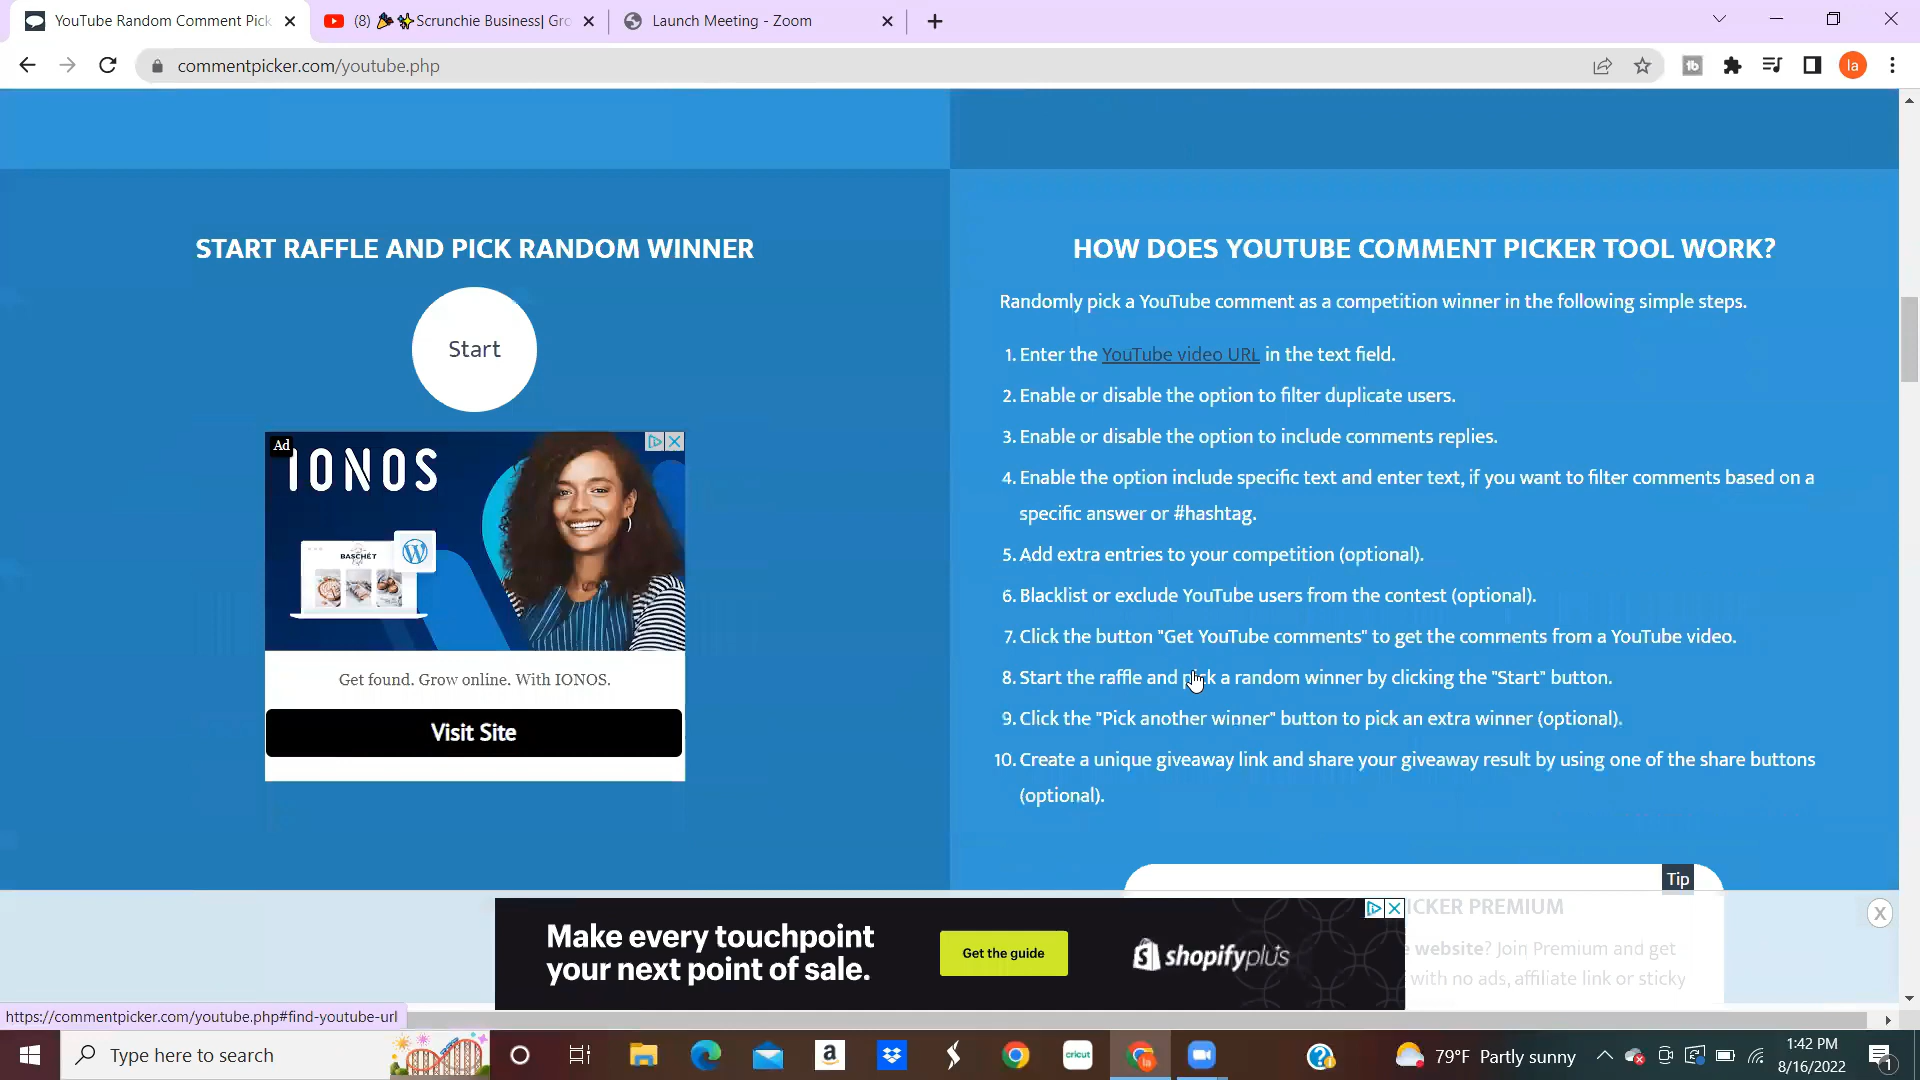 YouTube Random Comment Pick
(8) 🎉✨Scrunchie Business| Gro
Launch Meeting - Zoom
commentpicker.com/youtube.php
la
START RAFFLE AND PICK RANDOM WINNER
Start
Ad
IONOS
BASCHÉT
Get found. Grow online. With IONOS.
Visit Site
HOW DOES YOUTUBE COMMENT PICKER TOOL WORK?
Randomly pick a YouTube comment as a competition winner in the following simple steps.
1. Enter the YouTube video URL in the text field.
2. Enable or disable the option to filter duplicate users.
3. Enable or disable the option to include comments replies.
4. Enable the option include specific text and enter text, if you want to filter comments based on a
specific answer or #hashtag.
5. Add extra entries to your competition (optional).
6. Blacklist or exclude YouTube users from the contest (optional).
7. Click the button "Get YouTube comments" to get the comments from a YouTube video.
8. Start the raffle and pick a random winner by clicking the "Start" button.
9. Click the "Pick another winner" button to pick an extra winner (optional).
10. Create a unique giveaway link and share your giveaway result by using one of the share buttons
(optional).
Tip
ICKER PREMIUM
e website? Join Premium and get
with no ads, affiliate link or sticky
X
Make every touchpoint
your next point of sale.
Get the guide
shopifyplus
https://commentpicker.com/youtube.php#find-youtube-url
Type here to search
cricut
79°F Partly sunny
1:42 PM
8/16/2022
1